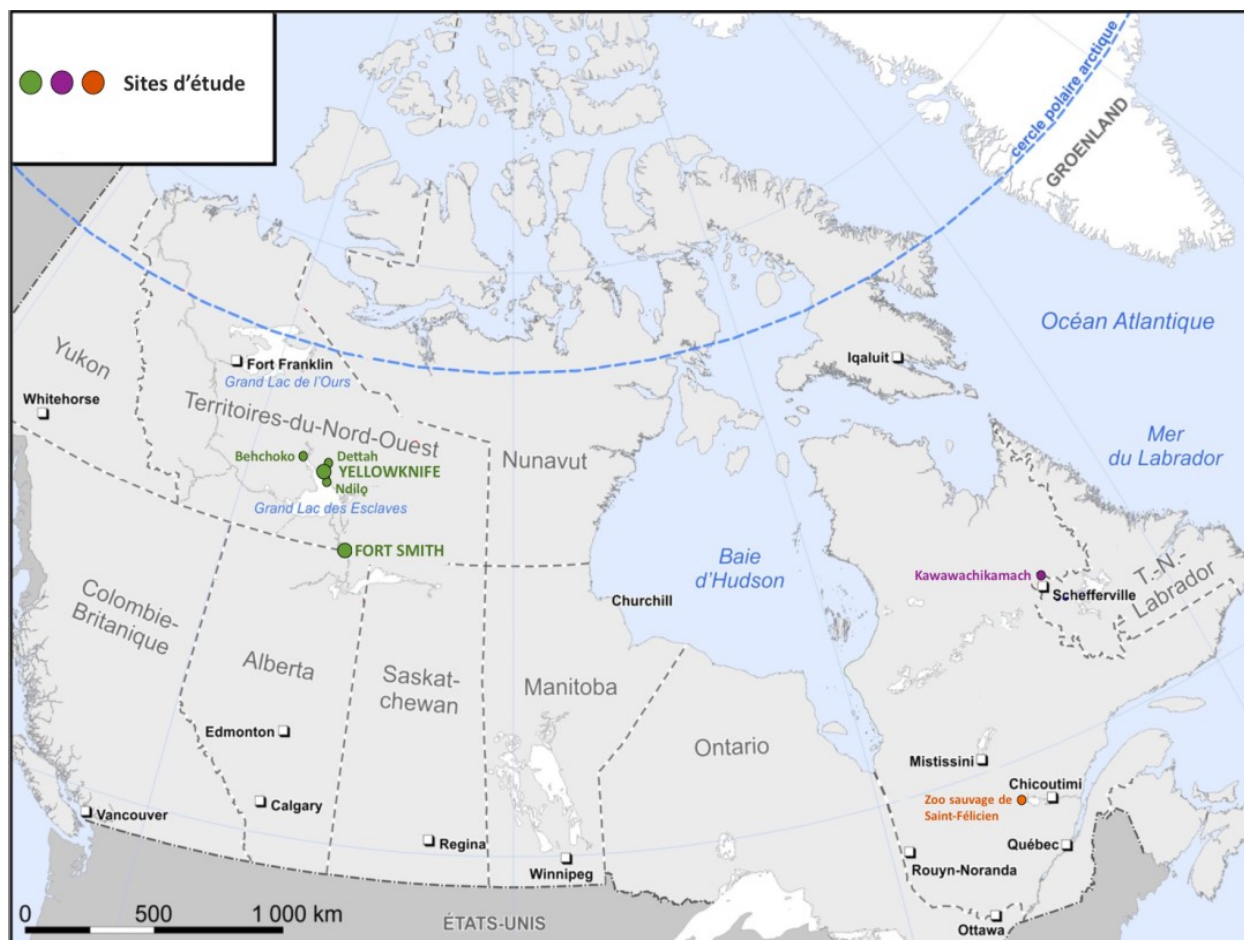 Sites d'étude
cercle polaire arctique
GROENLAND
Océan Atlantique
Iqaluit
Yukon
Fort Franklin
Grand Lac de l'Ours
Whitehorse
Territoires-du-Nord-Ouest
Mer
du Labrador
Behchoko
Dettah
YELLOWKNIFE
Ndilǫ
Nunavut
Grand Lac des Esclaves
FORT SMITH
Baie
d'Hudson
Kawawachikamach
Schefferville
T.-N.-
Labrador
Churchill
Colombie-
Britanique
Alberta
Saskat-
chewan
Manitoba
Ontario
Edmonton
Mistissini
Chicoutimi
Zoo sauvage de
Saint-Félicien
Calgary
Vancouver
Regina
Winnipeg
Québec
Rouyn-Noranda
Ottawa
0 500 1 000 km
ÉTATS-UNIS